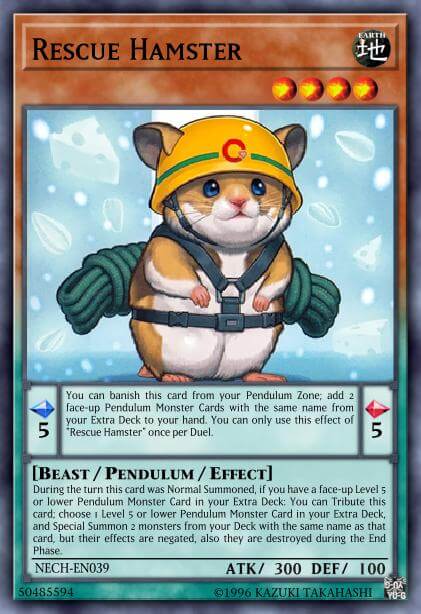 Rescue Hamster
EARTH
地
C
You can banish this card from your Pendulum Zone; add 2
face-up Pendulum Monster Cards with the same name from
your Extra Deck to your hand. You can only use this effect of
"Rescue Hamster" once per Duel.
5
5
[Beast / Pendulum / Effect]
During the turn this card was Normal Summoned, if you have a face-up Level 5
or lower Pendulum Monster Card in your Extra Deck: You can Tribute this
card; choose 1 Level 5 or lower Pendulum Monster Card in your Extra Deck,
and Special Summon 2 monsters from your Deck with the same name as that
card, but their effects are negated, also they are destroyed during the End
Phase.
NECH-EN039
ATK/ 300 DEF/ 100
50485594
©1996 KAZUKI TAKAHASHI